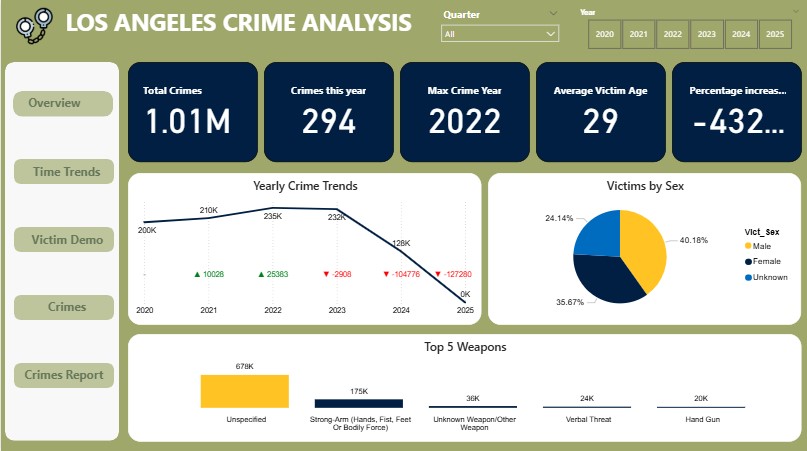 LOS ANGELES CRIME ANALYSIS
Quarter
All
Year
2020 2021 2022 2023 2024 2025
Overview
Time Trends
Victim Demo
Crimes
Crimes Report
Total Crimes
1.01M
Crimes this year
294
Max Crime Year
2022
Average Victim Age
29
Percentage increas...
-432...
Yearly Crime Trends
200K 210K 235K 232K 128K 0K
- ▲ 10028 ▲ 25383 ▼ -2908 ▼ -104776 ▼ -127280
2020 2021 2022 2023 2024 2025
Victims by Sex
24.14%
40.18%
35.67%
Vict_Sex
Male
Female
Unknown
Top 5 Weapons
678K 175K 36K 24K 20K
Unspecified
Strong-Arm (Hands, Fist, Feet
Or Bodily Force)
Unknown Weapon/Other
Weapon
Verbal Threat
Hand Gun